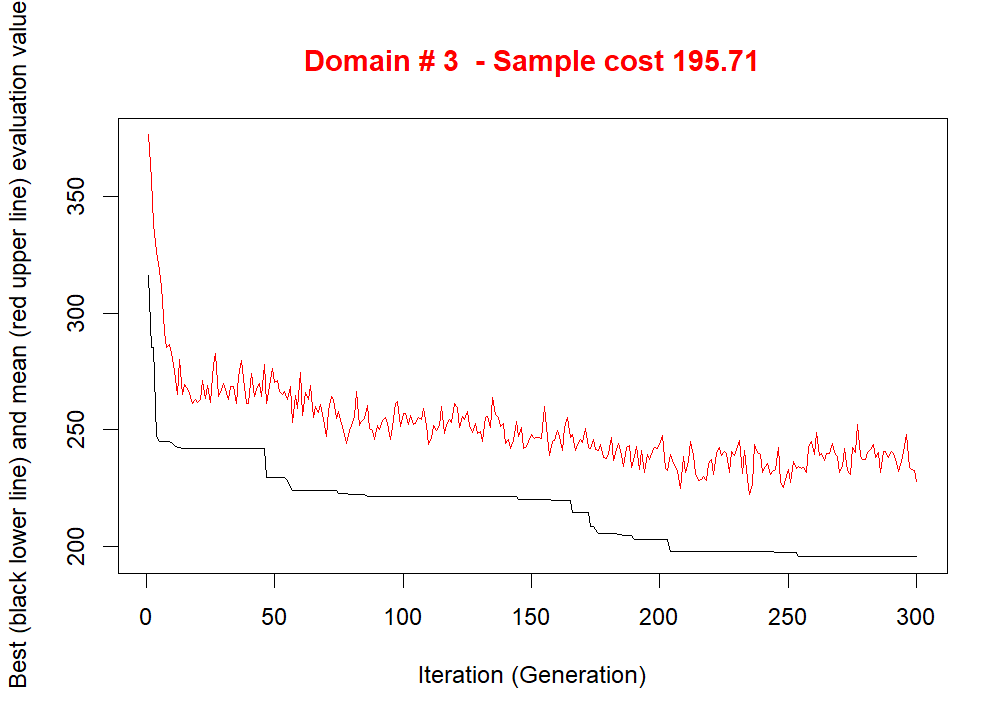 Domain # 3  - Sample cost 195.71
Best (black lower line) and mean (red upper line) evaluation value
350
300
250
200
0 50 100 150 200 250 300
Iteration (Generation)